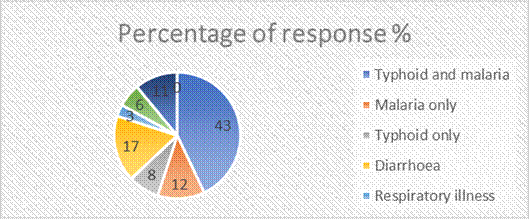 Percentage of response %
11 0
6
3
43
17
8
12
Typhoid and malaria
Malaria only
Typhoid only
Diarrhoea
Respiratory illness